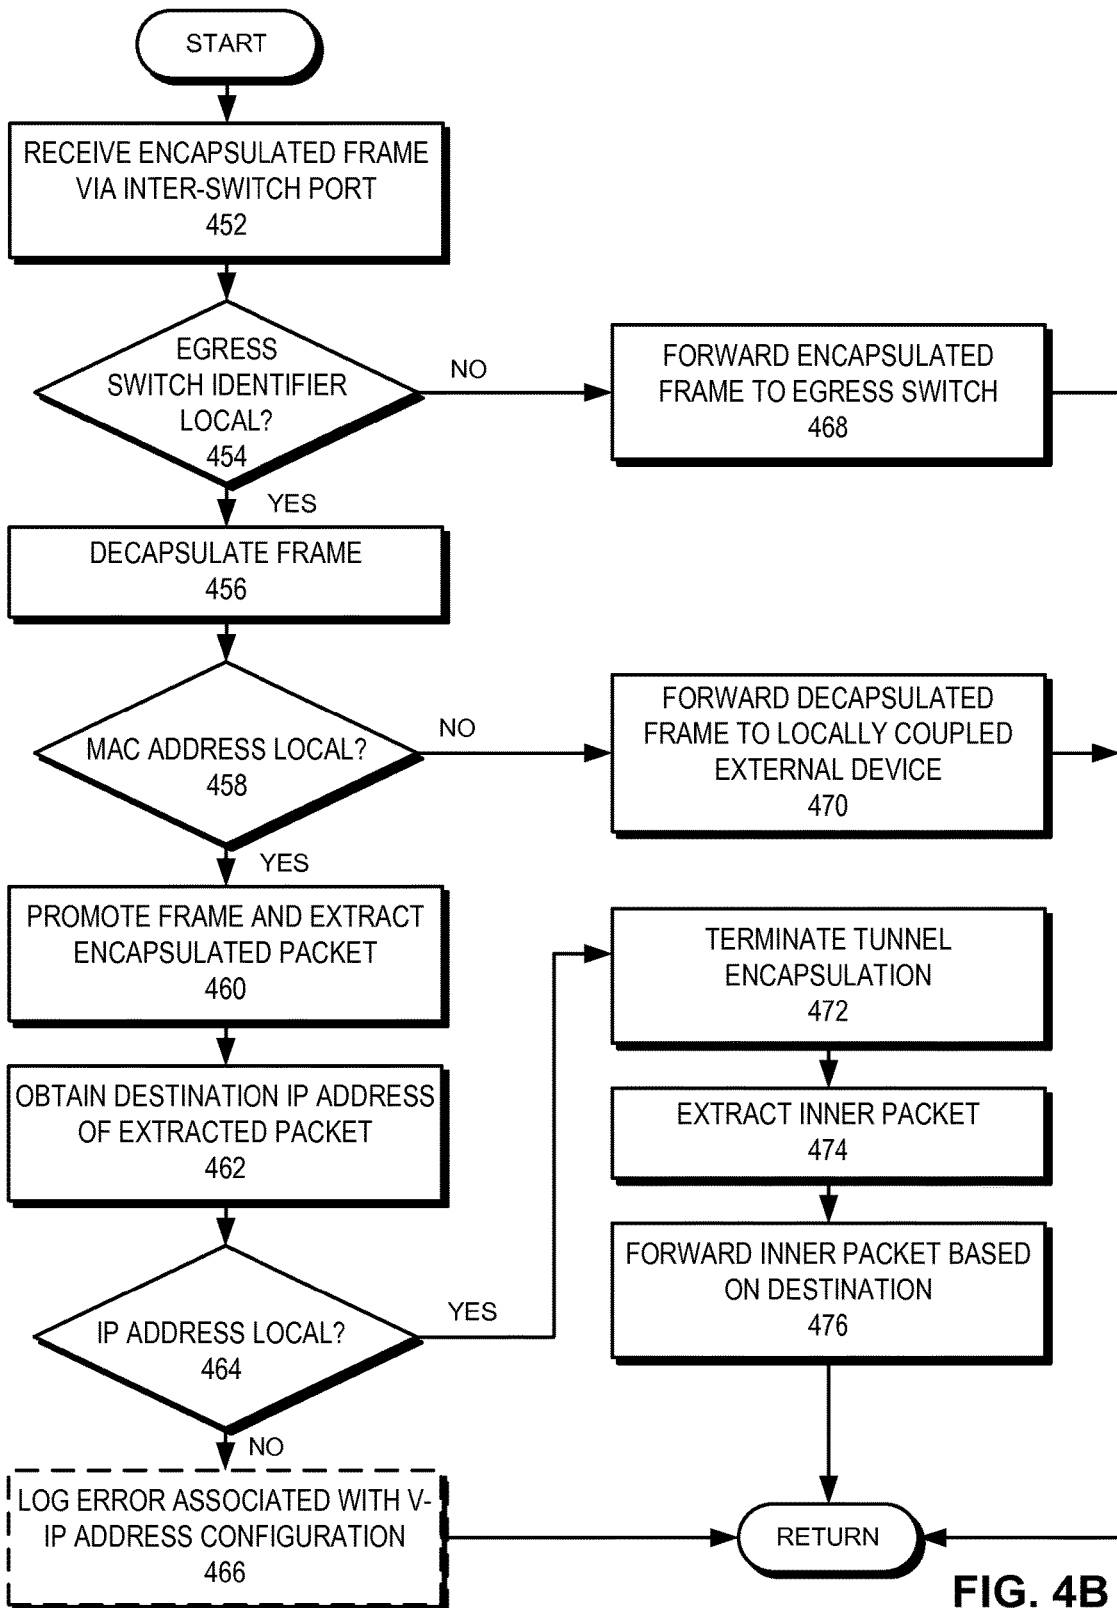 START
RECEIVE ENCAPSULATED FRAME
VIA INTER-SWITCH PORT
452
EGRESS
SWITCH IDENTIFIER
LOCAL?
454
NO
FORWARD ENCAPSULATED
FRAME TO EGRESS SWITCH
468
YES
DECAPSULATE FRAME
456
MAC ADDRESS LOCAL?
458
NO
FORWARD DECAPSULATED
FRAME TO LOCALLY COUPLED
EXTERNAL DEVICE
470
YES
PROMOTE FRAME AND EXTRACT
ENCAPSULATED PACKET
460
OBTAIN DESTINATION IP ADDRESS
OF EXTRACTED PACKET
462
IP ADDRESS LOCAL?
464
YES
TERMINATE TUNNEL
ENCAPSULATION
472
EXTRACT INNER PACKET
474
FORWARD INNER PACKET BASED
ON DESTINATION
476
NO
LOG ERROR ASSOCIATED WITH V-
IP ADDRESS CONFIGURATION
466
RETURN
FIG. 4B